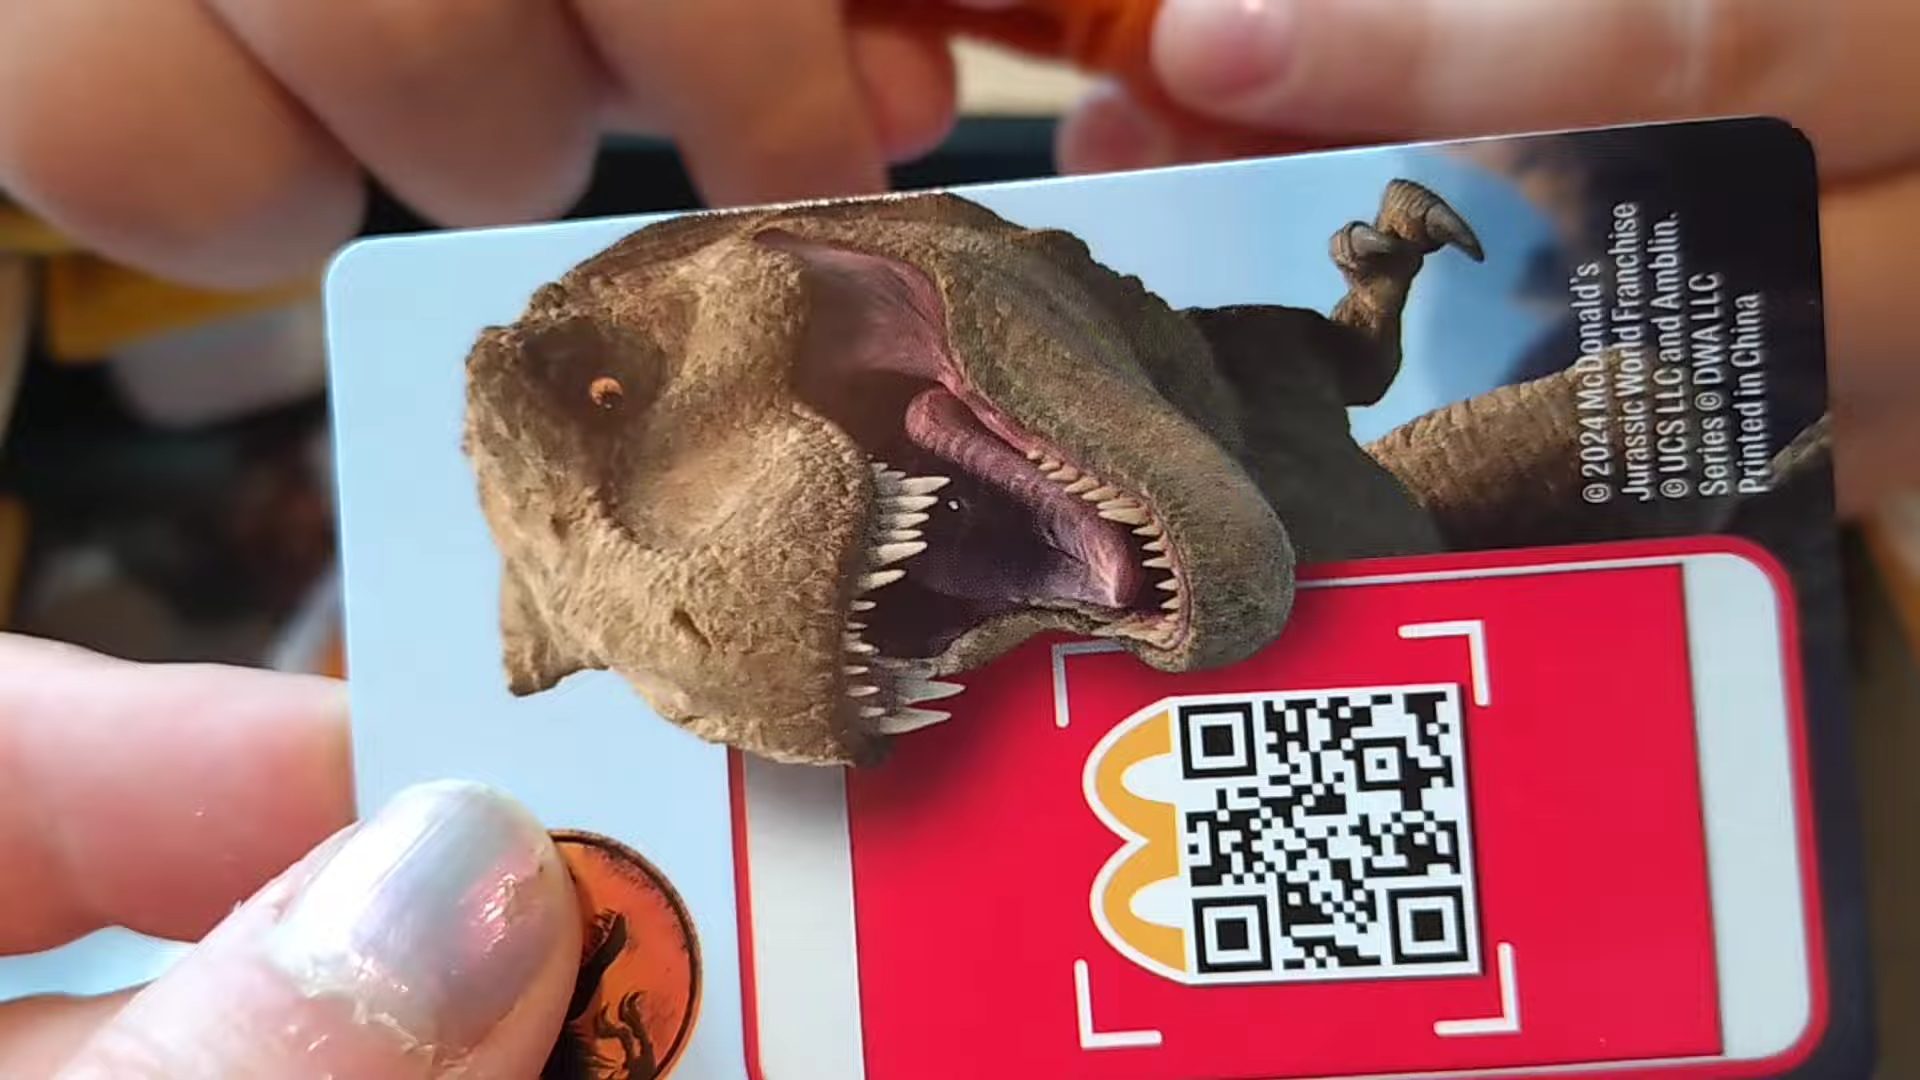 © 2024 McDonald's
Jurassic World Franchise
© UCS LLC and Amblin.
Series © DWA LLC
Printed in China